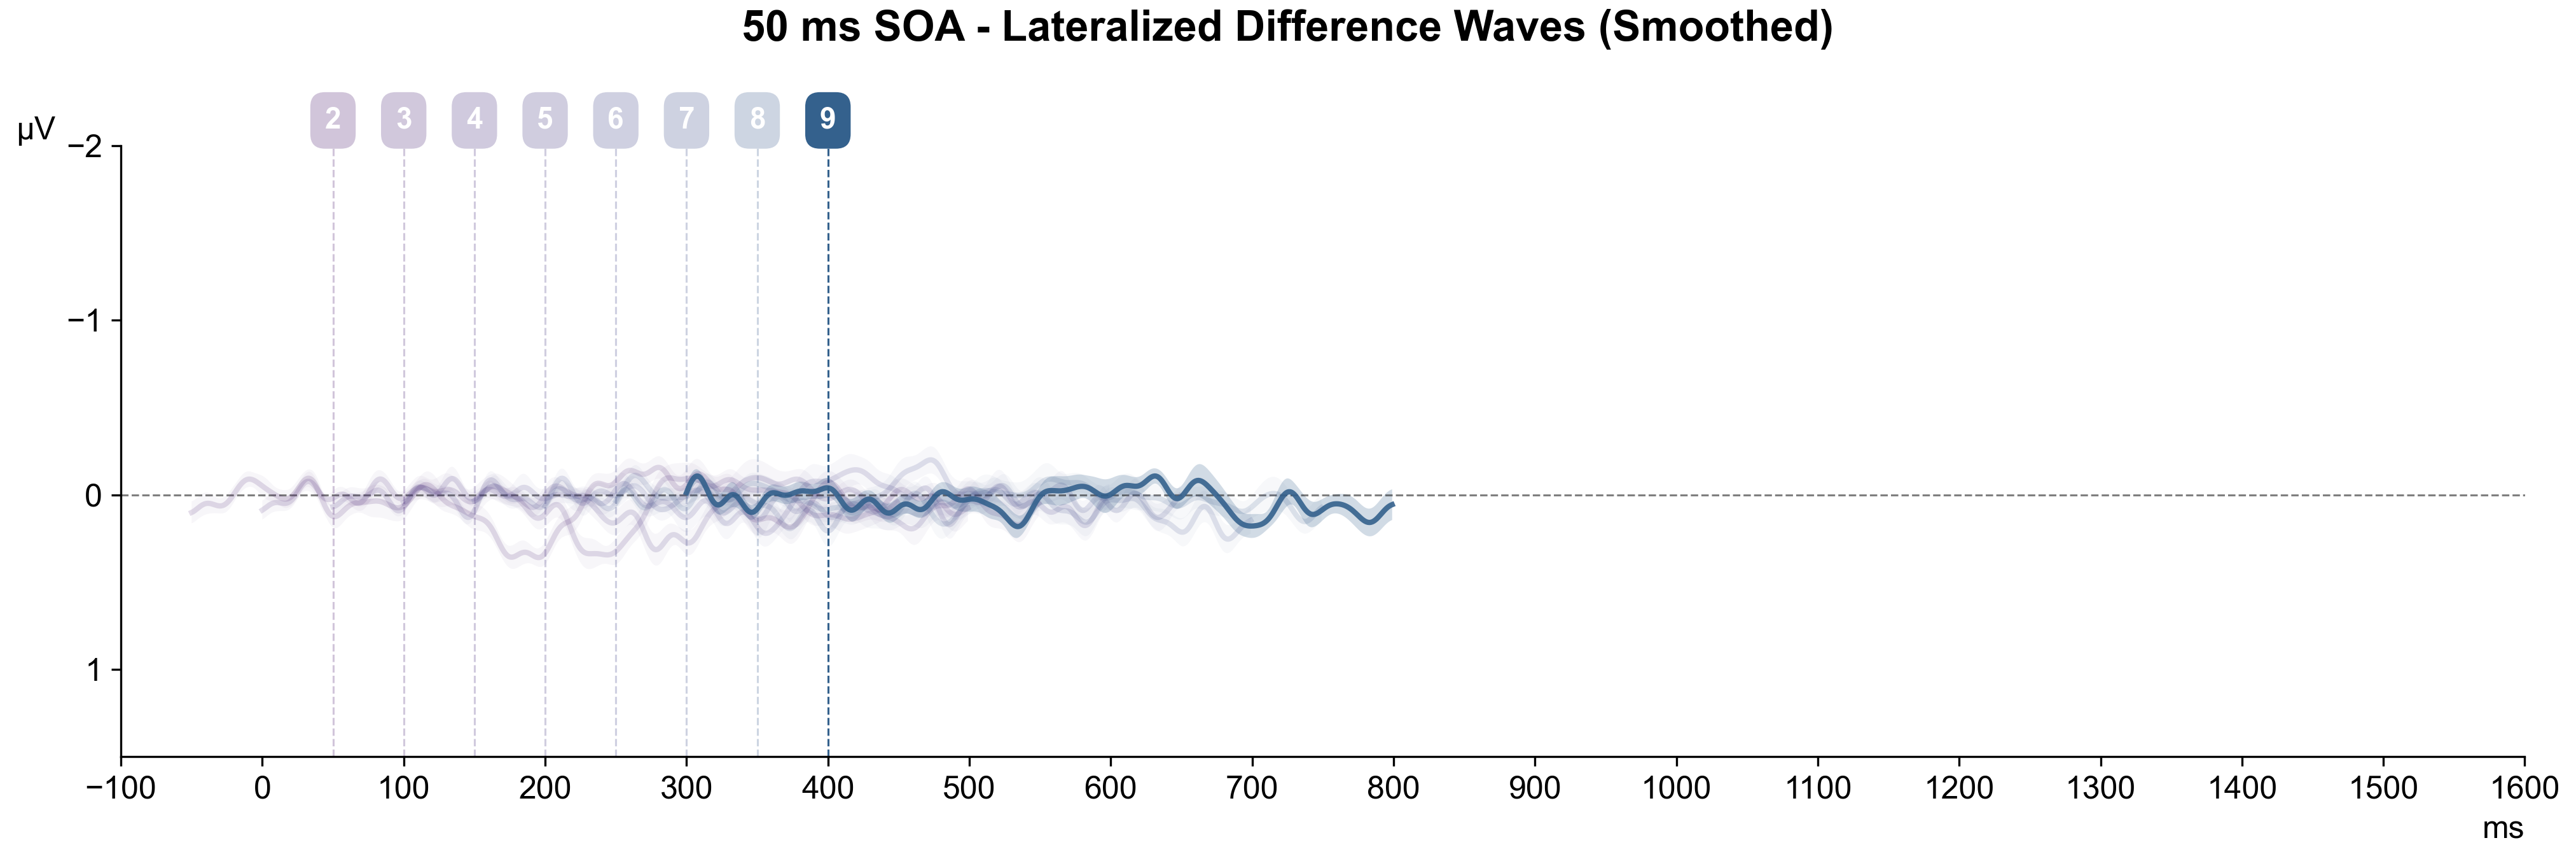 50 ms SOA - Lateralized Difference Waves (Smoothed)
2 3 4 5 6 7 8 9
µV
−2
−1
0
1
−100 0 100 200 300 400 500 600 700 800 900 1000 1100 1200 1300 1400 1500 1600
ms